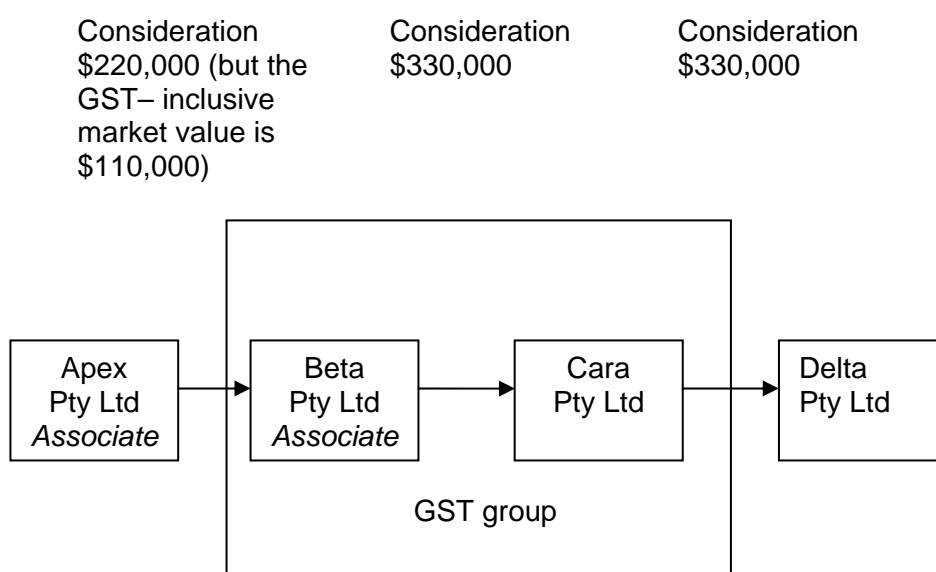 Consideration
$220,000 (but the
GST– inclusive
market value is
$110,000)
Consideration
$330,000
Consideration
$330,000
Apex
Pty Ltd
Associate
Beta
Pty Ltd
Associate
Cara
Pty Ltd
Delta
Pty Ltd
GST group